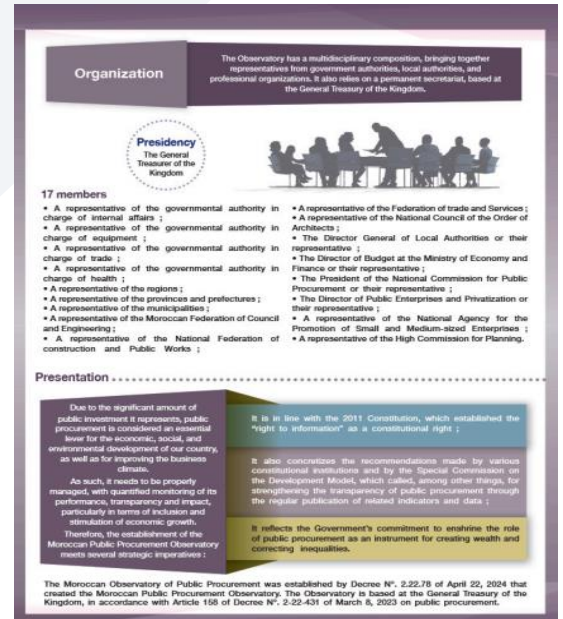 Organization
The Observatory has a multidisciplinary composition, bringing together
representatives from government authorities, local authorities, and
professional organizations. It also relies on a permanent secretariat, based at
the General Treasury of the Kingdom.
Presidency
The General
Treasurer of the
Kingdom
17 members
• A representative of the governmental authority in
charge of internal affairs ;
• A representative of the governmental authority in
charge of equipment ;
• A representative of the governmental authority in
charge of trade ;
• A representative of the governmental authority in
charge of health ;
• A representative of the regions ;
• A representative of the provinces and prefectures ;
• A representative of the municipalities ;
• A representative of the Moroccan Federation of Council
and Engineering ;
• A representative of the National Federation of
construction and Public Works ;
• A representative of the Federation of trade and Services ;
• A representative of the National Council of the Order of
Architects ;
• The Director General of Local Authorities or their
representative ;
• The Director of Budget at the Ministry of Economy and
Finance or their representative ;
• The President of the National Commission for Public
Procurement or their representative ;
• The Director of Public Enterprises and Privatization or
their representative ;
• A representative of the National Agency for the
Promotion of Small and Medium-sized Enterprises ;
• A representative of the High Commission for Planning.
Presentation
Due to the significant amount of
public investment it represents, public
procurement is considered an essential
lever for the economic, social, and
environmental development of our country,
as well as for improving the business
climate.
As such, it needs to be properly
managed, with quantified monitoring of its
performance, transparency and impact,
particularly in terms of inclusion and
stimulation of economic growth.
Therefore, the establishment of the
Moroccan Public Procurement Observatory
meets several strategic imperatives :
It is in line with the 2011 Constitution, which established the
"right to information" as a constitutional right ;
It also concretizes the recommendations made by various
constitutional institutions and by the Special Commission on
the Development Model, which called, among other things, for
strengthening the transparency of public procurement through
the regular publication of related indicators and data ;
It reflects the Government's commitment to enshrine the role
of public procurement as an instrument for creating wealth and
correcting inequalities.
The Moroccan Observatory of Public Procurement was established by Decree N°. 2.22.78 of April 22, 2024 that
created the Moroccan Public Procurement Observatory. The Observatory is based at the General Treasury of the
Kingdom, in accordance with Article 158 of Decree N°. 2-22-431 of March 8, 2023 on public procurement.